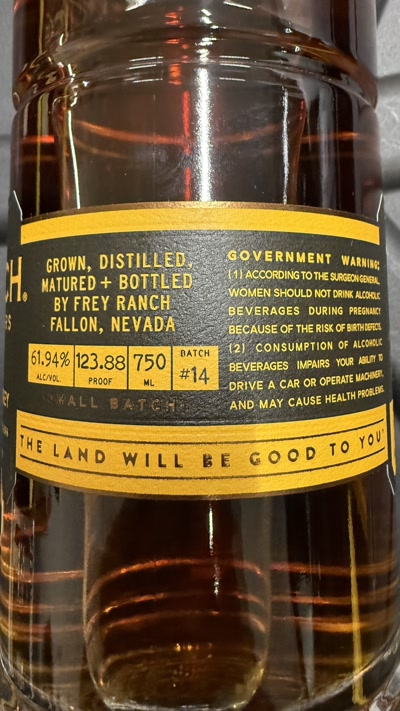 CH®
GROWN, DISTILLED,
MATURED + BOTTLED
BY FREY RANCH
FALLON, NEVADA
61.94% 123.88 750 BATCH
ALC/VOL. PROOF ML #14
SMALL BATCH
GOVERNMENT WARNING:
(1) ACCORDING TO THE SURGEON GENERAL,
WOMEN SHOULD NOT DRINK ALCOHOLIC
BEVERAGES DURING PREGNANCY
BECAUSE OF THE RISK OF BIRTH DEFECTS.
(2) CONSUMPTION OF ALCOHOLIC
BEVERAGES IMPAIRS YOUR ABILITY TO
DRIVE A CAR OR OPERATE MACHINERY,
AND MAY CAUSE HEALTH PROBLEMS.
THE LAND WILL BE GOOD TO YOU"